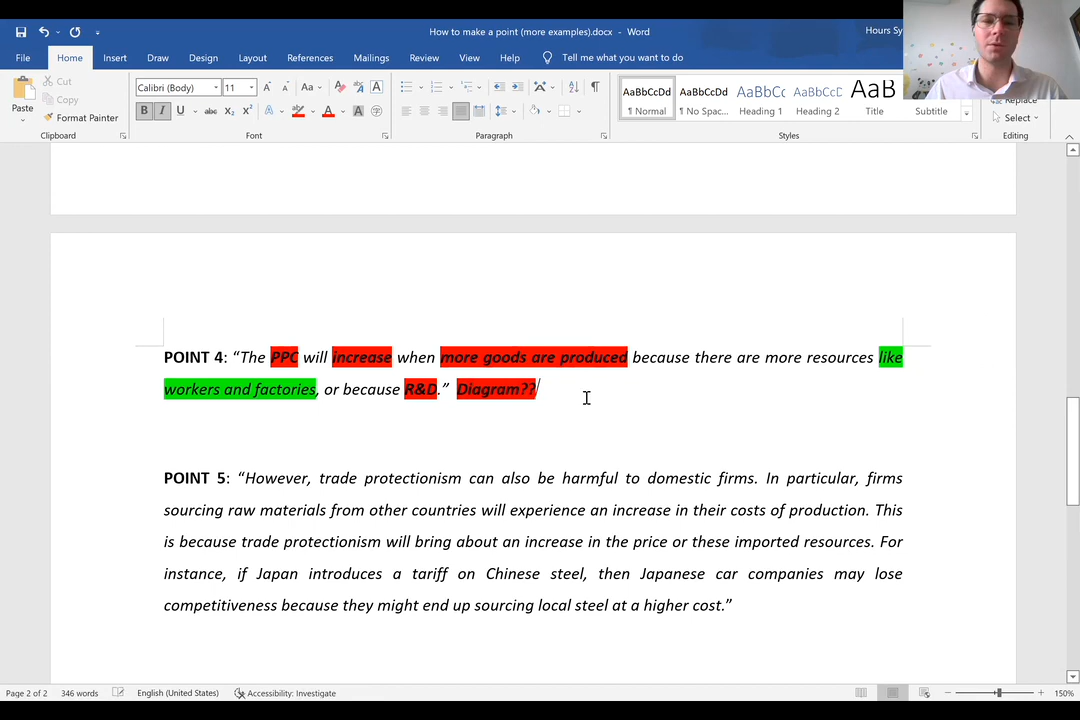 How to make a point (more examples).docx - Word
Hours Sy
File Home Insert Draw Design Layout References Mailings Review View Help Tell me what you want to do
Paste
Cut
Copy
Format Painter
Calibri (Body) 11
AaBbCcDd AaBbCcDd AaBbCc AaBbCcD AaB
¶ Normal ¶ No Spac... Heading 1 Heading 2 Title Subtitle
Replace
Select
Clipboard Font Paragraph Styles Editing
POINT 4: “The PPC will increase when more goods are produced because there are more resources like
workers and factories, or because R&D.” Diagram??
POINT 5: “However, trade protectionism can also be harmful to domestic firms. In particular, firms
sourcing raw materials from other countries will experience an increase in their costs of production. This
is because trade protectionism will bring about an increase in the price or these imported resources. For
instance, if Japan introduces a tariff on Chinese steel, then Japanese car companies may lose
competitiveness because they might end up sourcing local steel at a higher cost.”
Page 2 of 2 346 words English (United States) Accessibility: Investigate 150%